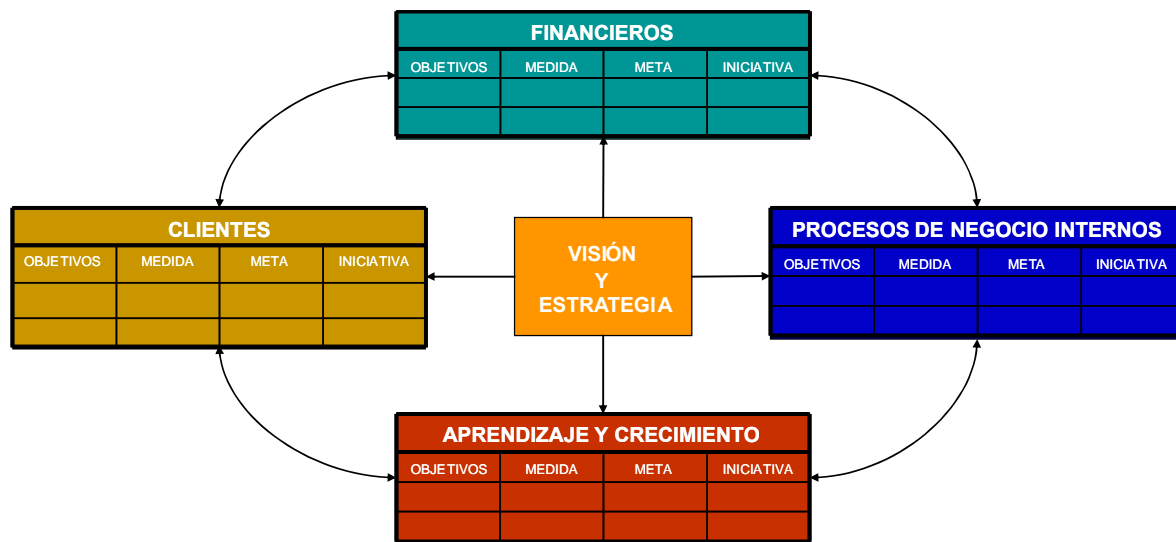 FINANCIEROS
OBJETIVOS MEDIDA META INICIATIVA
CLIENTES
OBJETIVOS MEDIDA META INICIATIVA
VISIÓN
Y
ESTRATEGIA
PROCESOS DE NEGOCIO INTERNOS
OBJETIVOS MEDIDA META INICIATIVA
APRENDIZAJE Y CRECIMIENTO
OBJETIVOS MEDIDA META INICIATIVA